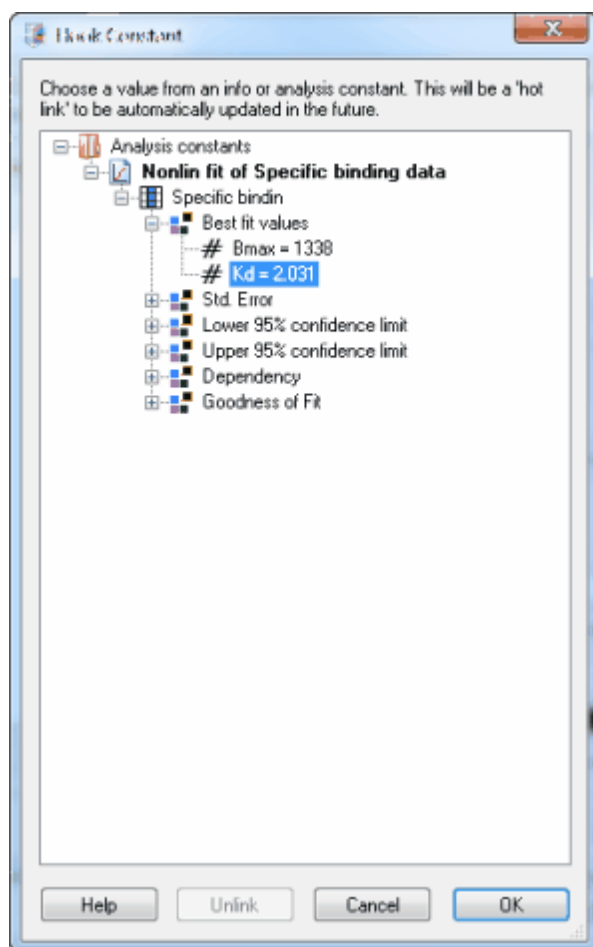 Hook Constant
Choose a value from an info or analysis constant. This will be a 'hot
link' to be automatically updated in the future.
Analysis constants
Nonlin fit of Specific binding data
Specific bindin
Best fit values
# Bmax = 1338
# Kd = 2.031
Std. Error
Lower 95% confidence limit
Upper 95% confidence limit
Dependency
Goodness of Fit
Help
Unlink
Cancel
OK